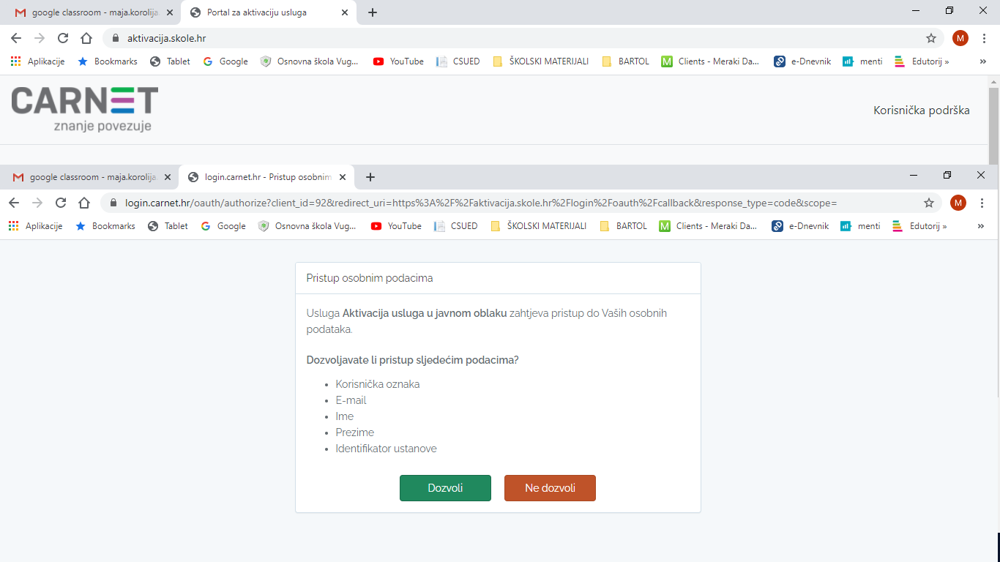 google classroom - maja.korolija
Portal za aktivaciju usluga
aktivacija.skole.hr
M
Aplikacije Bookmarks Tablet Google Osnovna škola Vug... YouTube CSUED ŠKOLSKI MATERIJALI BARTOL Clients - Meraki Da... e-Dnevnik menti Edutorij »
CARNET
znanje povezuje
Korisnička podrška
google classroom - maja.korolija
login.carnet.hr - Pristup osobnim
login.carnet.hr/oauth/authorize?client_id=92&redirect_uri=https%3A%2F%2Faktivacija.skole.hr%2Flogin%2Foauth%2Fcallback&response_type=code&scope=
M
Aplikacije Bookmarks Tablet Google Osnovna škola Vug... YouTube CSUED ŠKOLSKI MATERIJALI BARTOL Clients - Meraki Da... e-Dnevnik menti Edutorij »
Pristup osobnim podacima
Usluga Aktivacija usluga u javnom oblaku zahtjeva pristup do Vaših osobnih
podataka.
Dozvoljavate li pristup sljedećim podacima?
• Korisnička oznaka
• E-mail
• Ime
• Prezime
• Identifikator ustanove
Dozvoli
Ne dozvoli